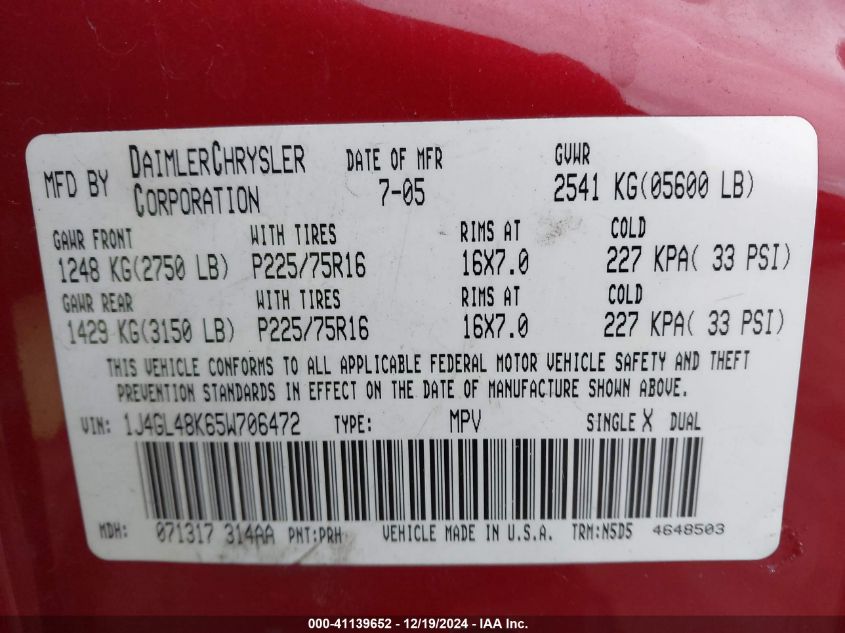 MFD BY DAIMLERCHRYSLER CORPORATION DATE OF MFR 7-05 GVWR 2541 KG(05600 LB)
GAWR FRONT WITH TIRES RIMS AT COLD
1248 KG(2750 LB) P225/75R16 16X7.0 227 KPA( 33 PSI)
GAWR REAR WITH TIRES RIMS AT COLD
1429 KG(3150 LB) P225/75R16 16X7.0 227 KPA( 33 PSI)
THIS VEHICLE CONFORMS TO ALL APPLICABLE FEDERAL MOTOR VEHICLE SAFETY AND THEFT
PREVENTION STANDARDS IN EFFECT ON THE DATE OF MANUFACTURE SHOWN ABOVE.
VIN: 1J4GL48K65W706472 TYPE: MPV SINGLE X DUAL
MDH: 071317 314AA PNT:PRH VEHICLE MADE IN U.S.A. TRM:N5D5 4648503
000-41139652 - 12/19/2024 - IAA Inc.